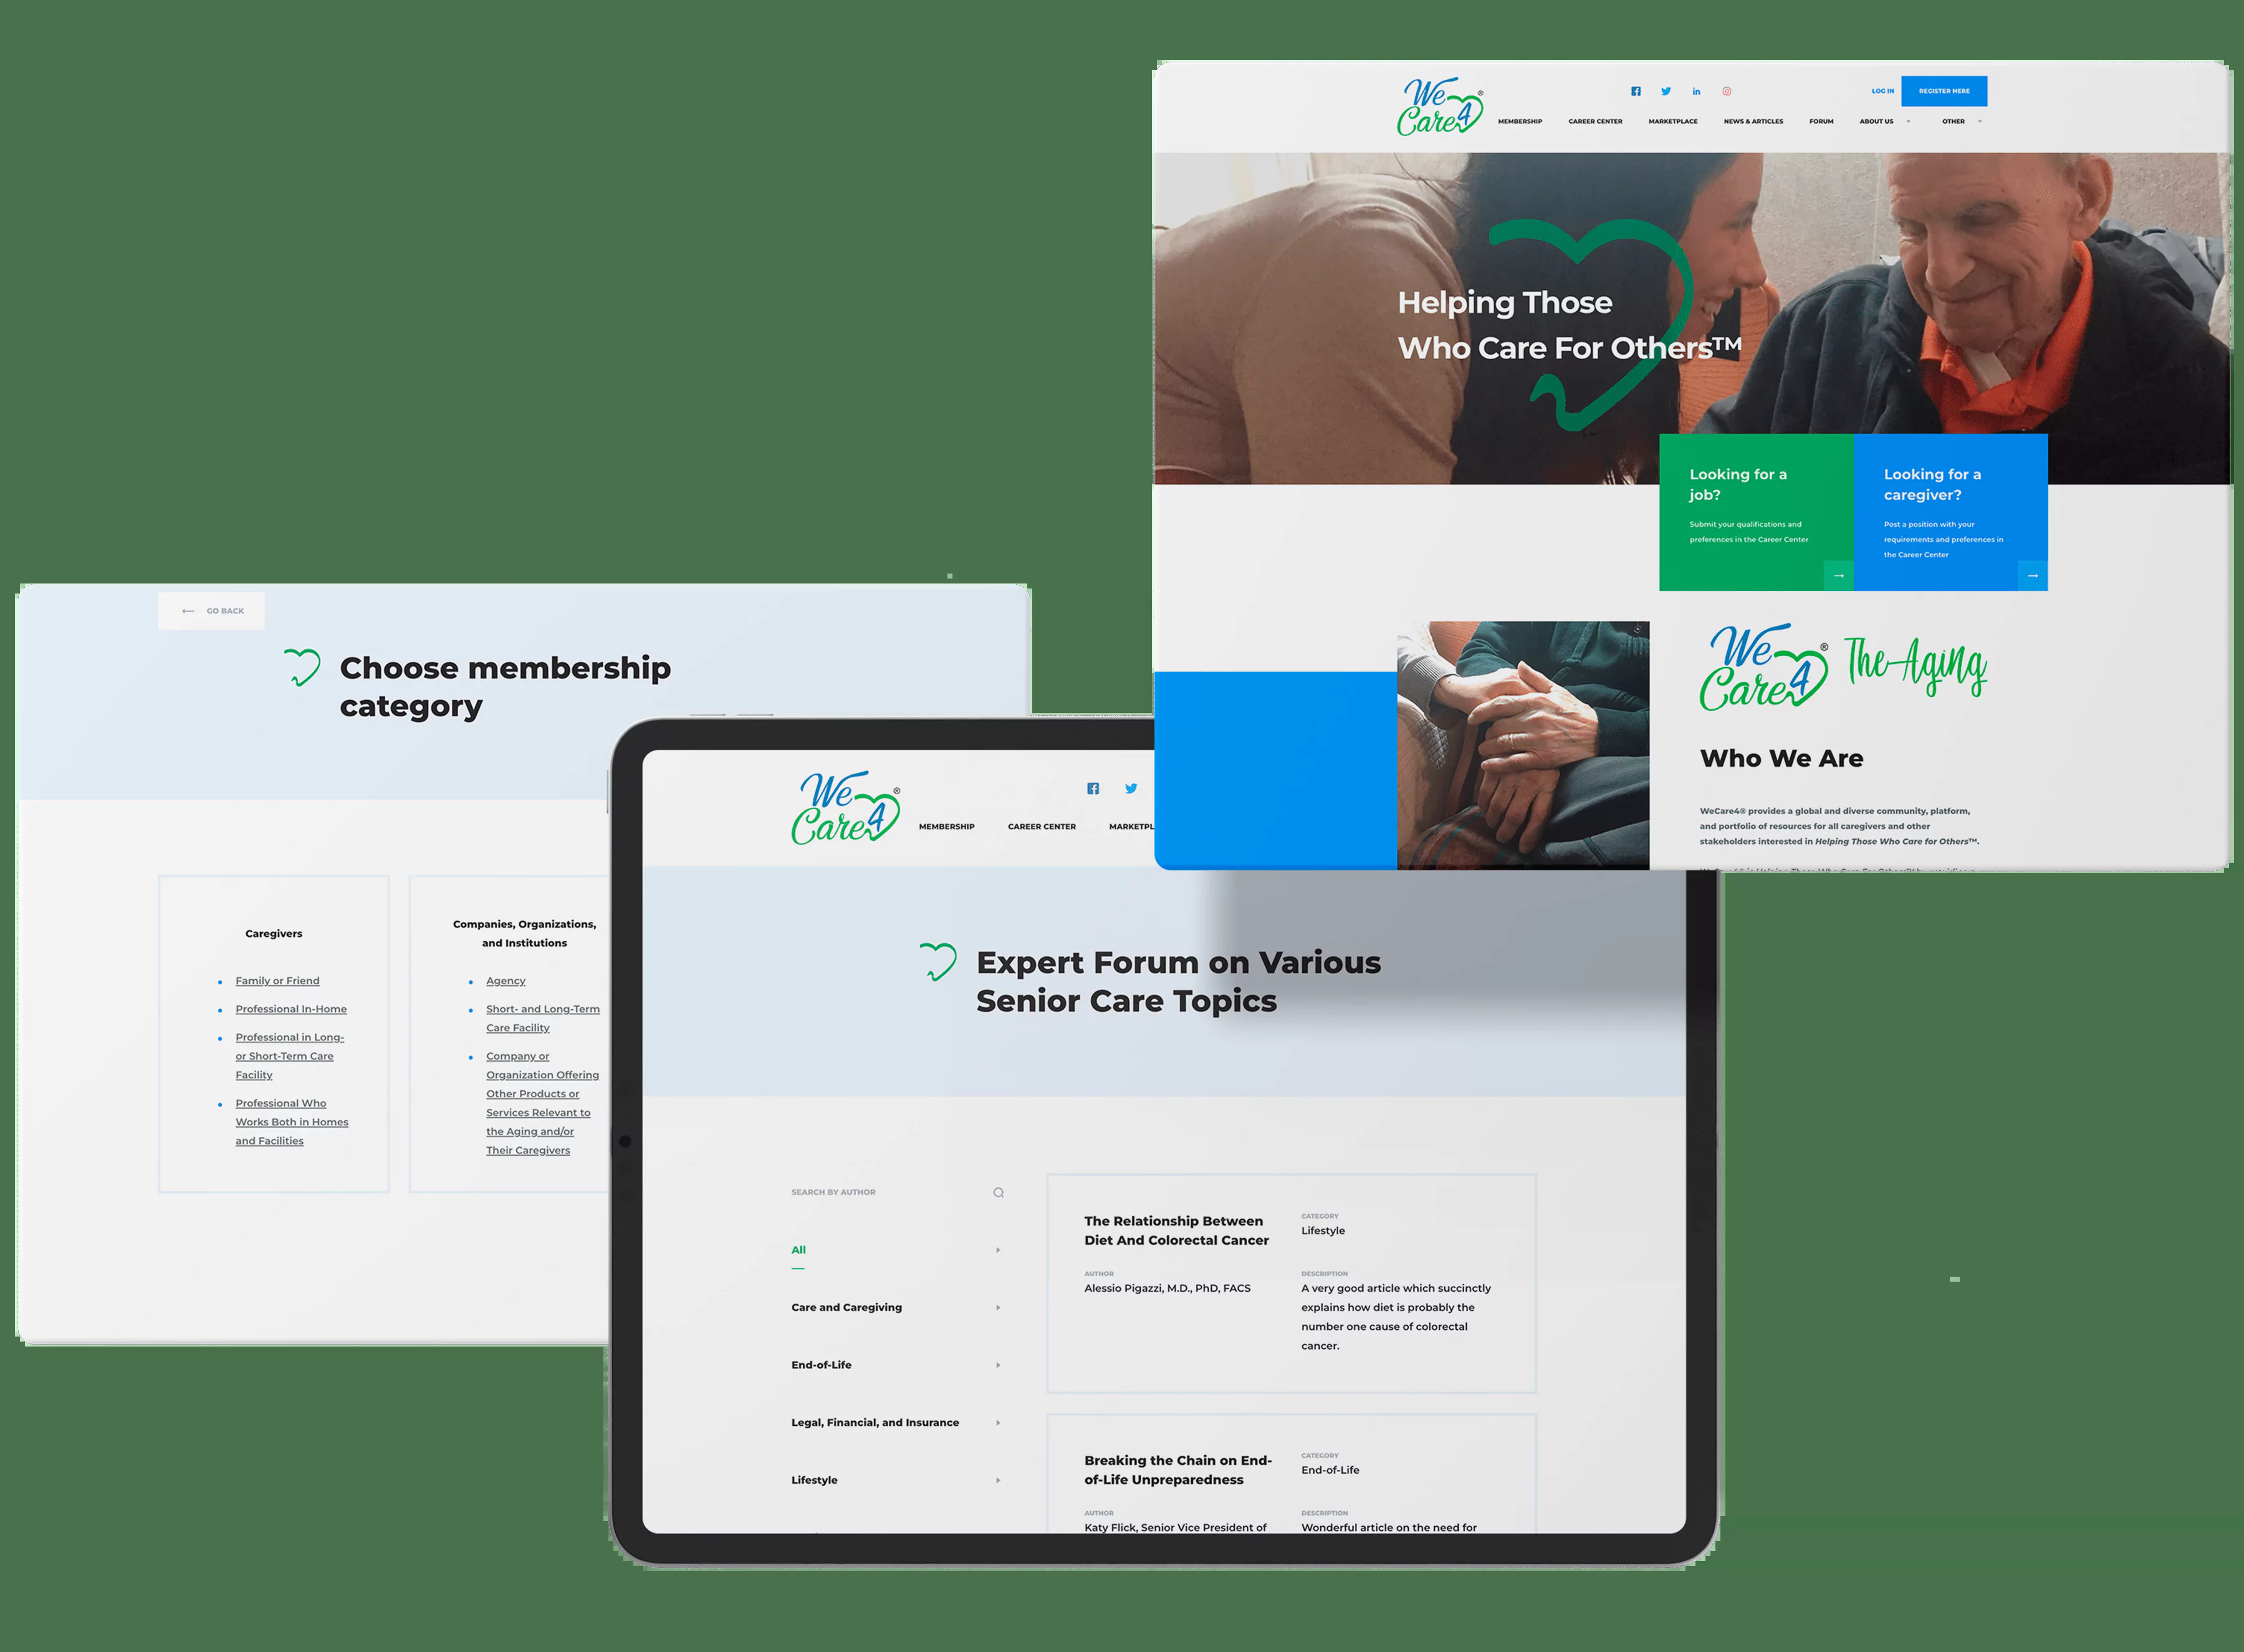 We
Care4®
LOG IN
REGISTER HERE
MEMBERSHIP
CAREER CENTER
MARKETPLACE
NEWS & ARTICLES
FORUM
ABOUT US
OTHER
Helping Those
Who Care For Others™
Looking for a
job?
Submit your qualifications and
preferences in the Career Center
Looking for a
caregiver?
Post a position with your
requirements and preferences in
the Career Center
We
Care4®
The Aging
Who We Are
WeCare4® provides a global and diverse community, platform,
and portfolio of resources for all caregivers and other
stakeholders interested in Helping Those Who Care for Others™.
GO BACK
Choose membership
category
Caregivers
Family or Friend
Professional In-Home
Professional in Long-
or Short-Term Care
Facility
Professional Who
Works Both in Homes
and Facilities
Companies, Organizations,
and Institutions
Agency
Short- and Long-Term
Care Facility
Company or
Organization Offering
Other Products or
Services Relevant to
the Aging and/or
Their Caregivers
We
Care4®
MEMBERSHIP
CAREER CENTER
MARKETPL
Expert Forum on Various
Senior Care Topics
SEARCH BY AUTHOR
All
Care and Caregiving
End-of-Life
Legal, Financial, and Insurance
Lifestyle
The Relationship Between
Diet And Colorectal Cancer
AUTHOR
Alessio Pigazzi, M.D., PhD, FACS
CATEGORY
Lifestyle
DESCRIPTION
A very good article which succinctly
explains how diet is probably the
number one cause of colorectal
cancer.
Breaking the Chain on End-
of-Life Unpreparedness
AUTHOR
Katy Flick, Senior Vice President of
CATEGORY
End-of-Life
DESCRIPTION
Wonderful article on the need for